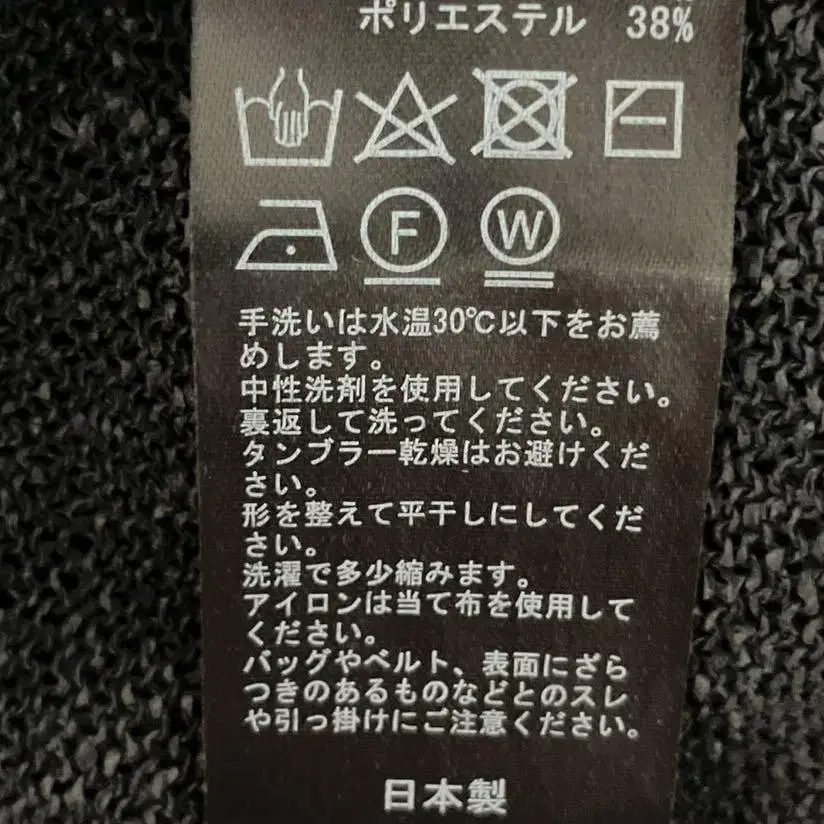 ポリエステル 38%
F W
手洗いは水温30℃以下をお薦
めします。
中性洗剤を使用してください。
裏返して洗ってください。
タンブラー乾燥はお避けくだ
さい。
形を整えて平干しにしてくだ
さい。
洗濯で多少縮みます。
アイロンは当て布を使用して
ください。
バッグやベルト、表面にざら
つきのあるものなどとのスレ
や引っ掛けにご注意ください。
日本製